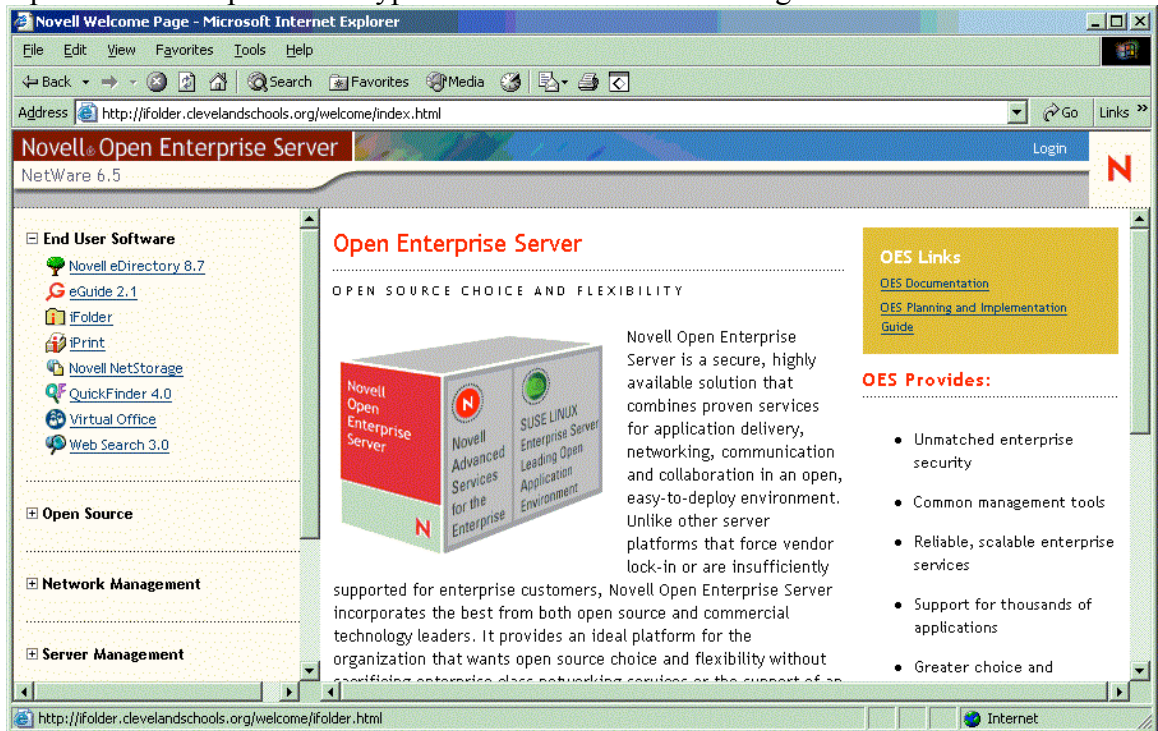 Novell Welcome Page - Microsoft Internet Explorer
File Edit View Favorites Tools Help
Back Search Favorites Media
Address http://ifolder.clevelandschools.org/welcome/index.html Go Links »
Novell® Open Enterprise Server Login
NetWare 6.5
N
End User Software
Novell eDirectory 8.7
eGuide 2.1
iFolder
iPrint
Novell NetStorage
QuickFinder 4.0
Virtual Office
Web Search 3.0
Open Source
Network Management
Server Management
Open Enterprise Server
OPEN SOURCE CHOICE AND FLEXIBILITY
Novell
Open
Enterprise
Server
N
N
Novell
Advanced
Services
for the
Enterprise
SUSE LINUX
Enterprise Server
Leading Open
Application
Environment
Novell Open Enterprise
Server is a secure, highly
available solution that
combines proven services
for application delivery,
networking, communication
and collaboration in an open,
easy-to-deploy environment.
Unlike other server
platforms that force vendor
lock-in or are insufficiently
supported for enterprise customers, Novell Open Enterprise Server
incorporates the best from both open source and commercial
technology leaders. It provides an ideal platform for the
organization that wants open source choice and flexibility without
OES Links
OES Documentation
OES Planning and Implementation
Guide
OES Provides:
• Unmatched enterprise
security
• Common management tools
• Reliable, scalable enterprise
services
• Support for thousands of
applications
• Greater choice and
http://ifolder.clevelandschools.org/welcome/ifolder.html Internet